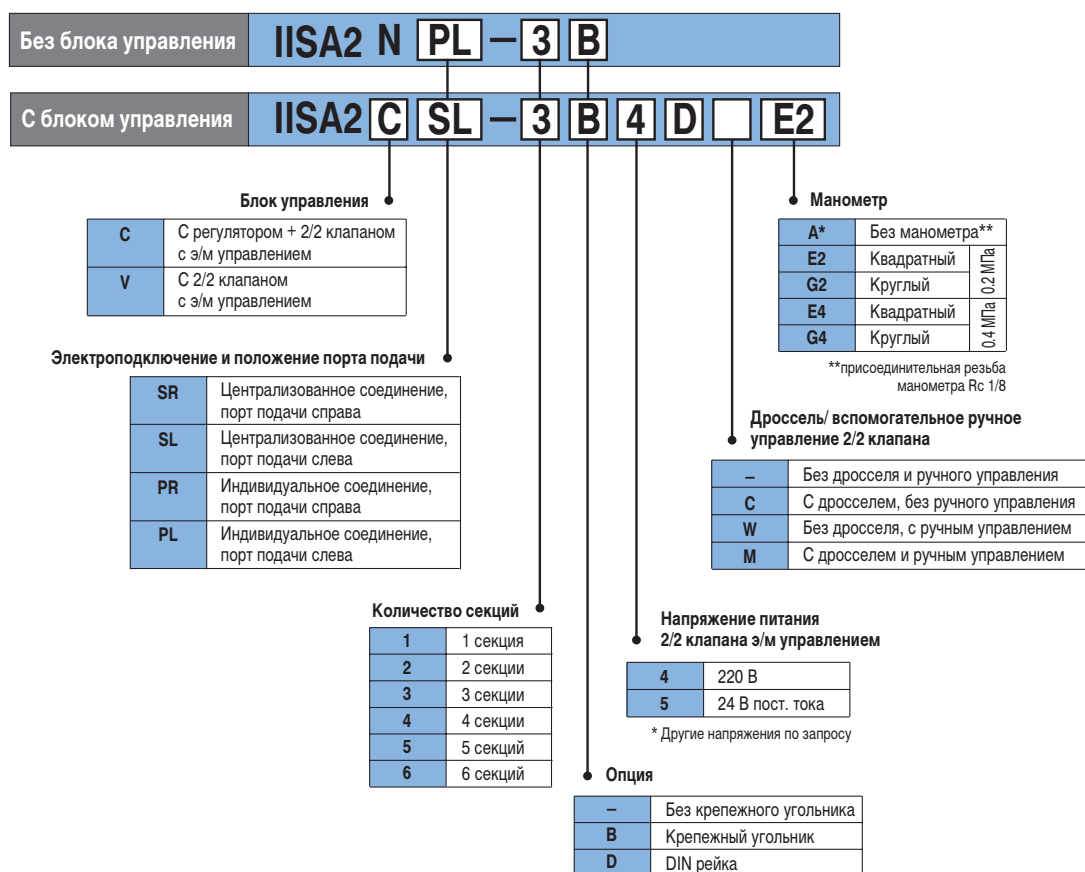 Без блока управления IISA2 N PL – 3 B
С блоком управления IISA2 C SL – 3 B 4 D E2
Блок управления
C С регулятором + 2/2 клапаном
с э/м управлением
V С 2/2 клапаном
с э/м управлением
Манометр
A* Без манометра**
E2 Квадратный
G2 Круглый
0.2 МПа
E4 Квадратный
G4 Круглый
0.4 МПа
**присоединительная резьба
манометра Rc 1/8
Электроподключение и положение порта подачи
SR Централизованное соединение,
порт подачи справа
SL Централизованное соединение,
порт подачи слева
PR Индивидуальное соединение,
порт подачи справа
PL Индивидуальное соединение,
порт подачи слева
Дроссель/ вспомогательное ручное
управление 2/2 клапана
– Без дросселя и ручного управления
C С дросселем, без ручного управления
W Без дросселя, с ручным управлением
M С дросселем и ручным управлением
Количество секций
1 1 секция
2 2 секции
3 3 секции
4 4 секции
5 5 секций
6 6 секций
Напряжение питания
2/2 клапана э/м управлением
4 220 В
5 24 В пост. тока
* Другие напряжения по запросу
Опция
– Без крепежного угольника
B Крепежный угольник
D DIN рейка